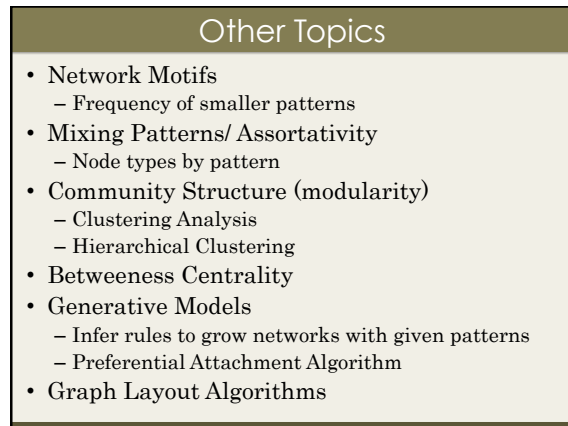 Other Topics
• Network Motifs
– Frequency of smaller patterns
• Mixing Patterns/ Assortativity
– Node types by pattern
• Community Structure (modularity)
– Clustering Analysis
– Hierarchical Clustering
• Betweeness Centrality
• Generative Models
– Infer rules to grow networks with given patterns
– Preferential Attachment Algorithm
• Graph Layout Algorithms